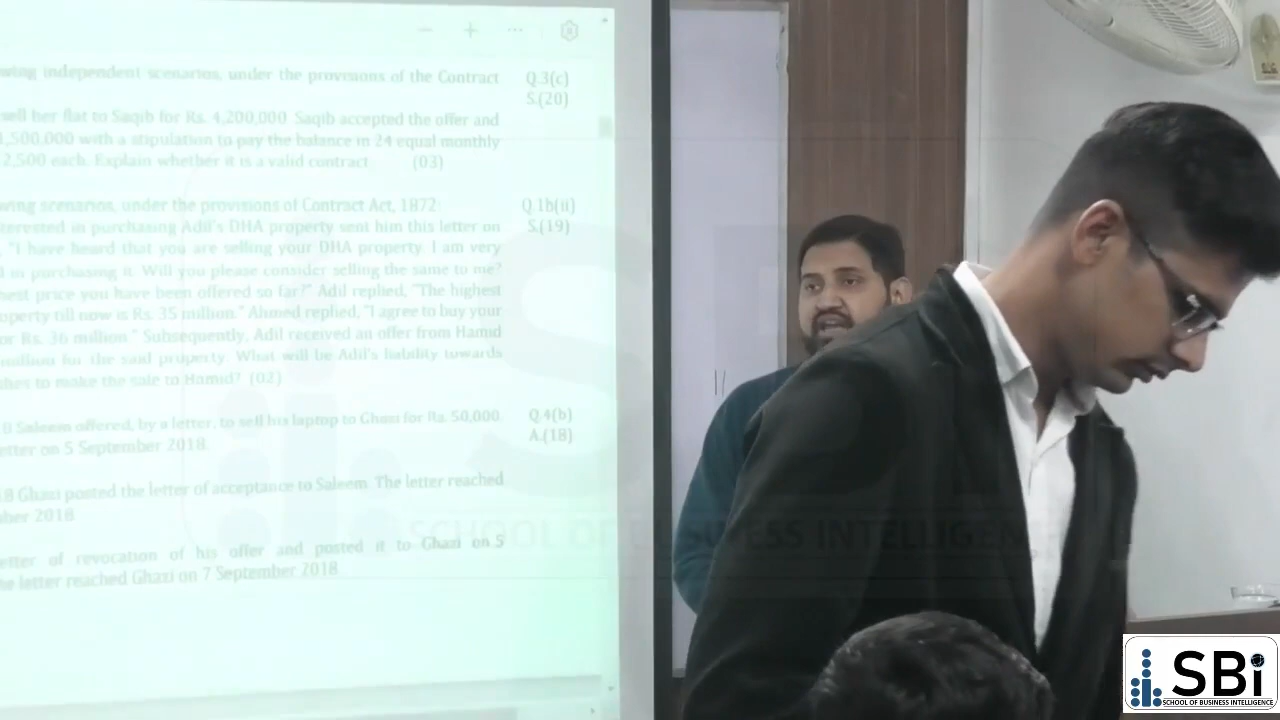 wing independent scenarios, under the provisions of the Contract Q.3(c)
S.(20)
sell her flat to Saqib for Rs. 4,200,000. Saqib accepted the offer and
1,500,000 with a stipulation to pay the balance in 24 equal monthly
2,500 each. Explain whether it is a valid contract. (03)
wing scenarios, under the provisions of Contract Act, 1872: Q.1b(ii)
terested in purchasing Adil's DHA property sent him this letter on S.(19)
"I have heard that you are selling your DHA property. I am very
d in purchasing it. Will you please consider selling the same to me?
hest price you have been offered so far?" Adil replied, "The highest
operty till now is Rs. 35 million." Ahmed replied, "I agree to buy your
or Rs. 36 million." Subsequently, Adil received an offer from Hamid
million for the said property. What will be Adil's liability towards
shes to make the sale to Hamid? (02)
8 Saleem offered, by a letter, to sell his laptop to Ghazi for Rs. 50,000. Q.4(b)
etter on 5 September 2018. A.(18)
18 Ghazi posted the letter of acceptance to Saleem. The letter reached
mber 2018
etter of revocation of his offer and posted it to Ghazi on 5
he letter reached Ghazi on 7 September 2018
SCHOOL OF BUSINESS INTELLIGENCE
SBi
SCHOOL OF BUSINESS INTELLIGENCE